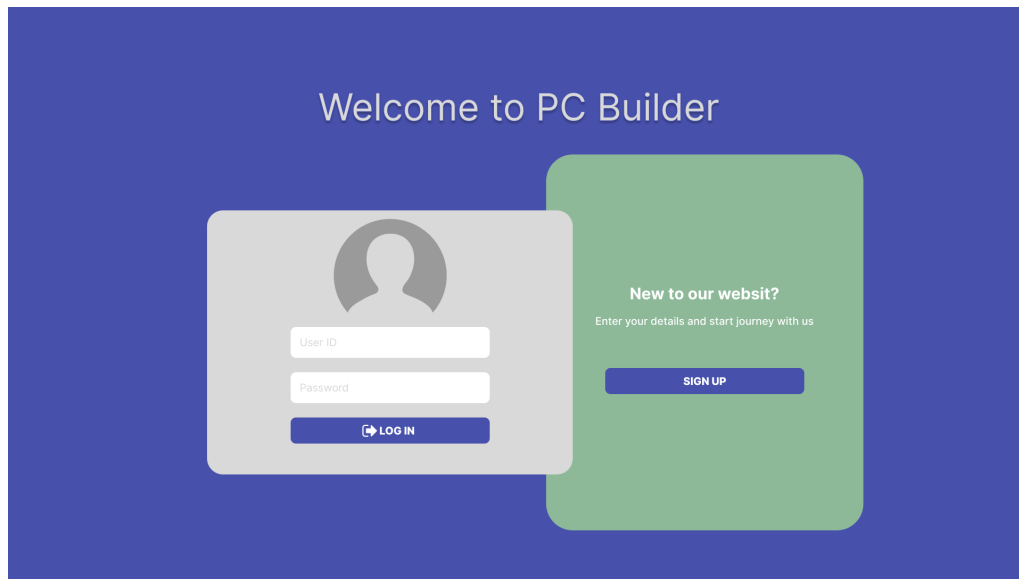 Welcome to PC Builder
User ID
Password
LOG IN
New to our websit?
Enter your details and start journey with us
SIGN UP